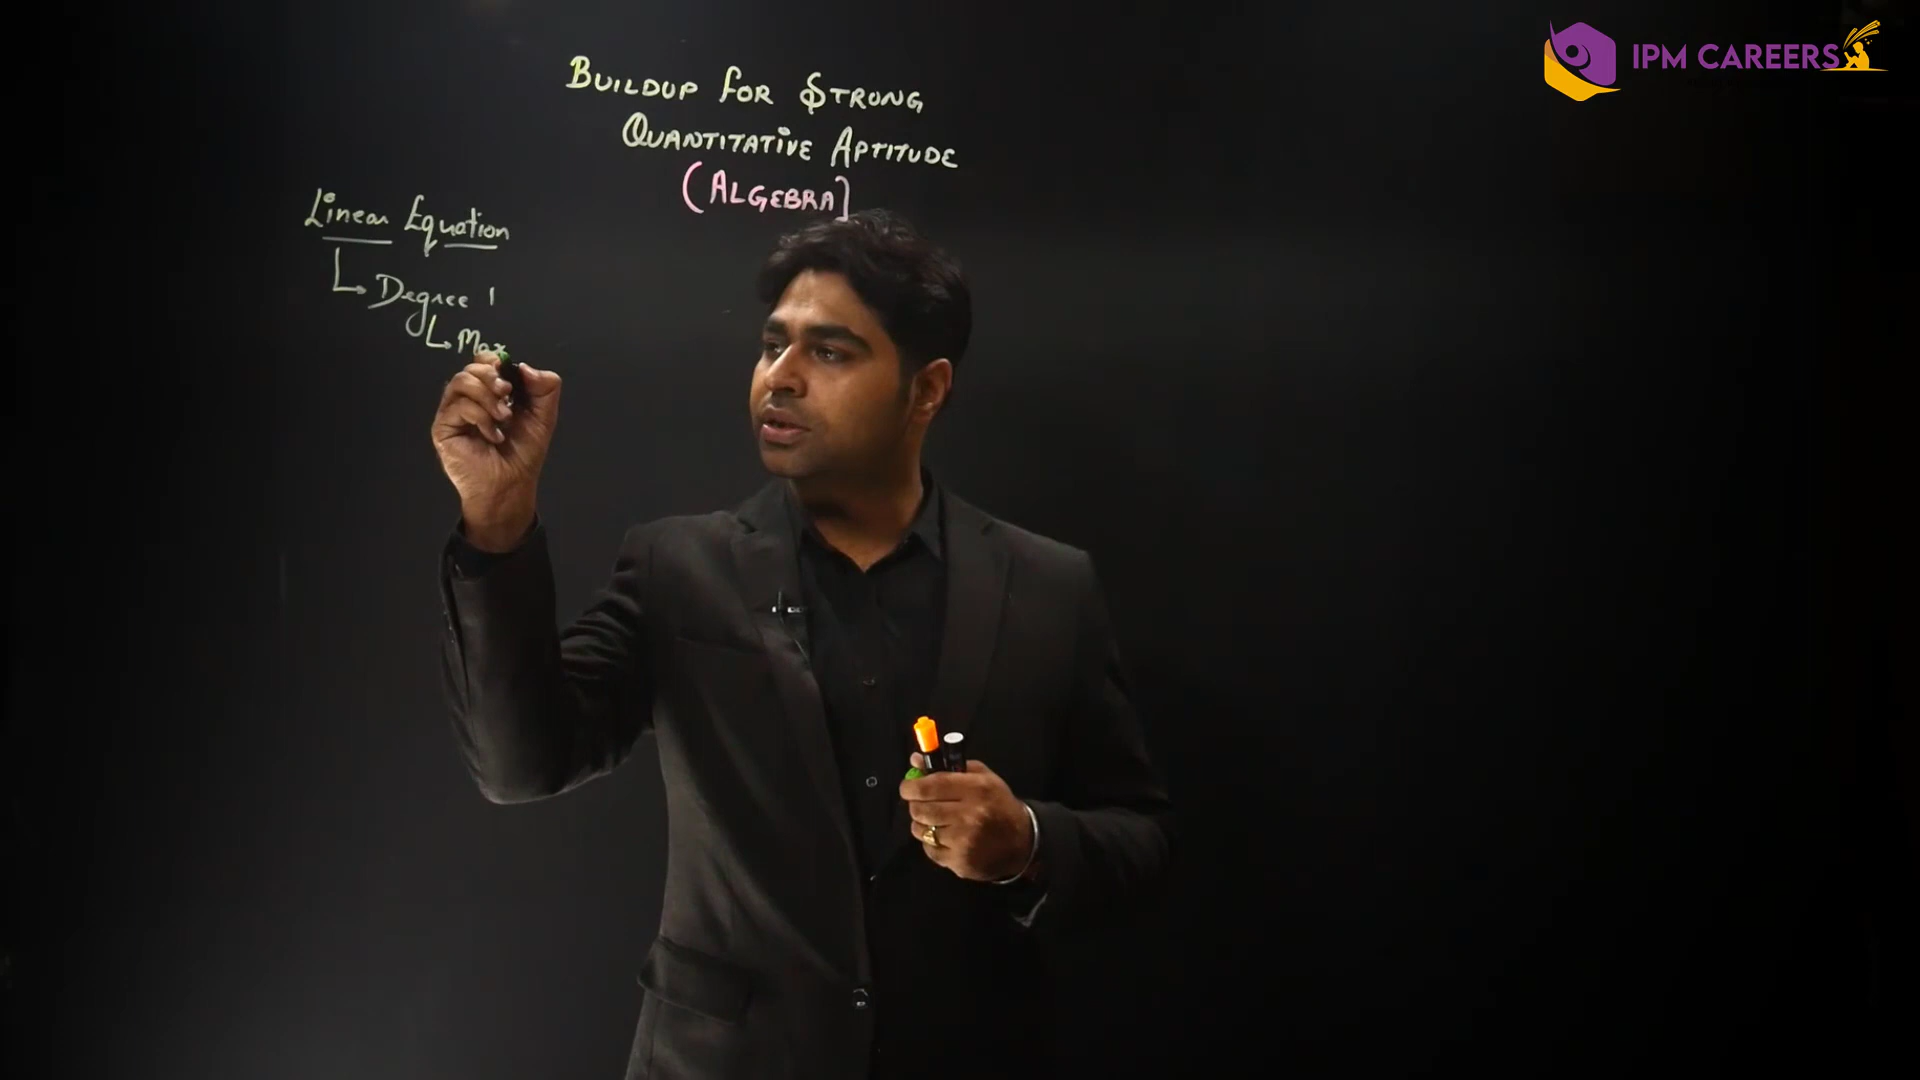 IPM CAREERS
BUILDUP FOR STRONG
QUANTITATIVE APTITUDE
(ALGEBRA]
Linear Equation
Degree 1
Max